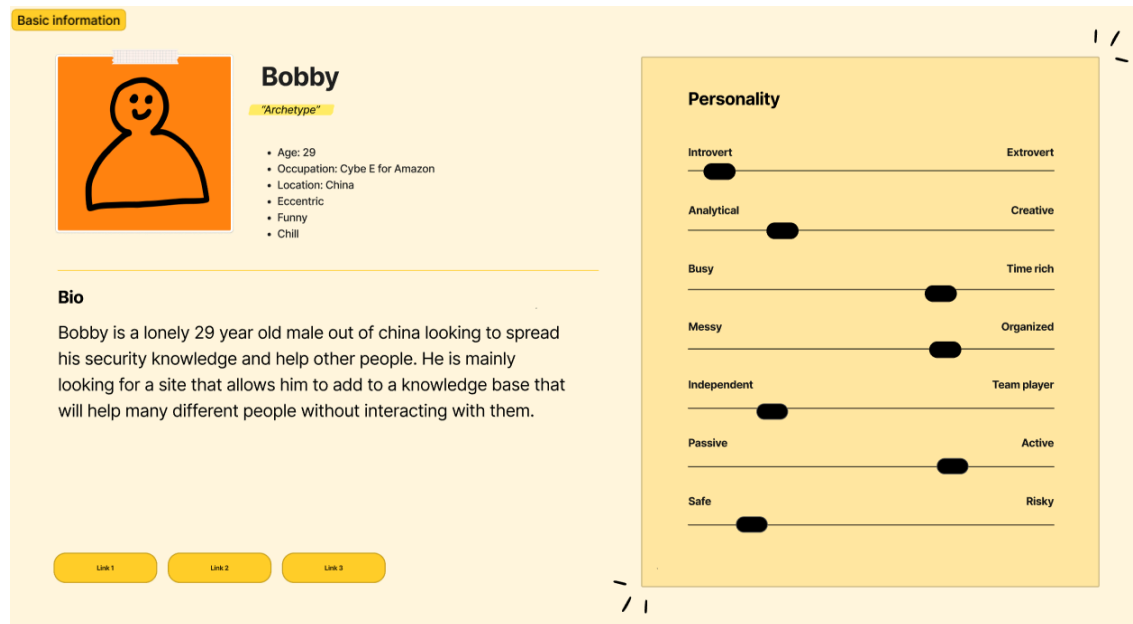 Basic information
Bobby
"Archetype"
• Age: 29
• Occupation: Cybe E for Amazon
• Location: China
• Eccentric
• Funny
• Chill
Bio
Bobby is a lonely 29 year old male out of china looking to spread
his security knowledge and help other people. He is mainly
looking for a site that allows him to add to a knowledge base that
will help many different people without interacting with them.
Link 1
Link 2
Link 3
Personality
Introvert Extrovert
Analytical Creative
Busy Time rich
Messy Organized
Independent Team player
Passive Active
Safe Risky